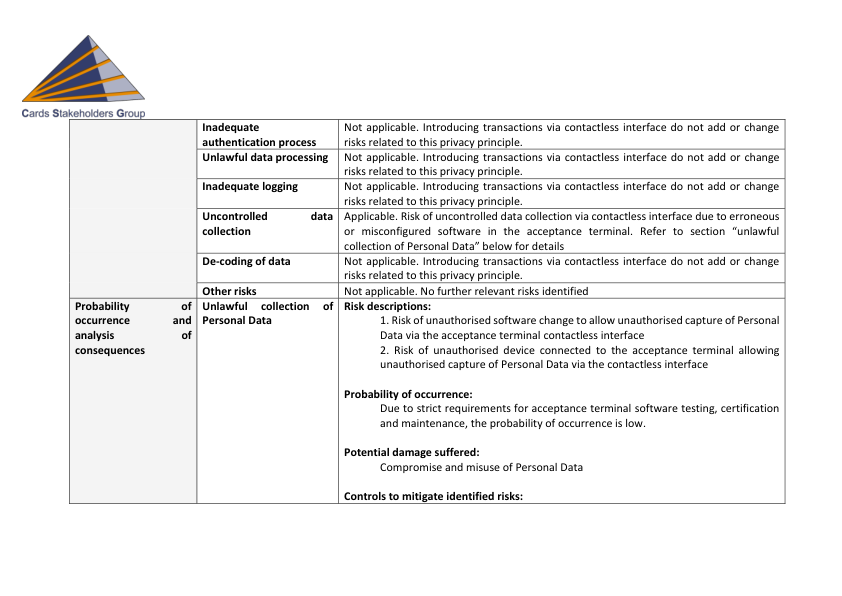 Cards Stakeholders Group
Inadequate
authentication process
Not applicable. Introducing transactions via contactless interface do not add or change
risks related to this privacy principle.
Unlawful data processing
Not applicable. Introducing transactions via contactless interface do not add or change
risks related to this privacy principle.
Inadequate logging
Not applicable. Introducing transactions via contactless interface do not add or change
risks related to this privacy principle.
Uncontrolled data
collection
Applicable. Risk of uncontrolled data collection via contactless interface due to erroneous
or misconfigured software in the acceptance terminal. Refer to section “unlawful
collection of Personal Data” below for details
De-coding of data
Not applicable. Introducing transactions via contactless interface do not add or change
risks related to this privacy principle.
Other risks
Not applicable. No further relevant risks identified
Probability of
occurrence and
analysis of
consequences
Unlawful collection of
Personal Data
Risk descriptions:
1. Risk of unauthorised software change to allow unauthorised capture of Personal
Data via the acceptance terminal contactless interface
2. Risk of unauthorised device connected to the acceptance terminal allowing
unauthorised capture of Personal Data via the contactless interface
Probability of occurrence:
Due to strict requirements for acceptance terminal software testing, certification
and maintenance, the probability of occurrence is low.
Potential damage suffered:
Compromise and misuse of Personal Data
Controls to mitigate identified risks: